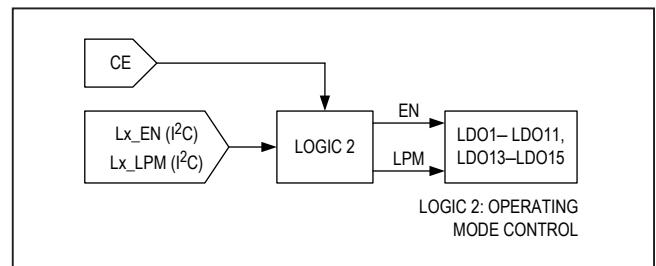 CE
Lx_EN (I²C)
Lx_LPM (I²C)
LOGIC 2
EN
LPM
LDO1– LDO11,
LDO13–LDO15
LOGIC 2: OPERATING
MODE CONTROL